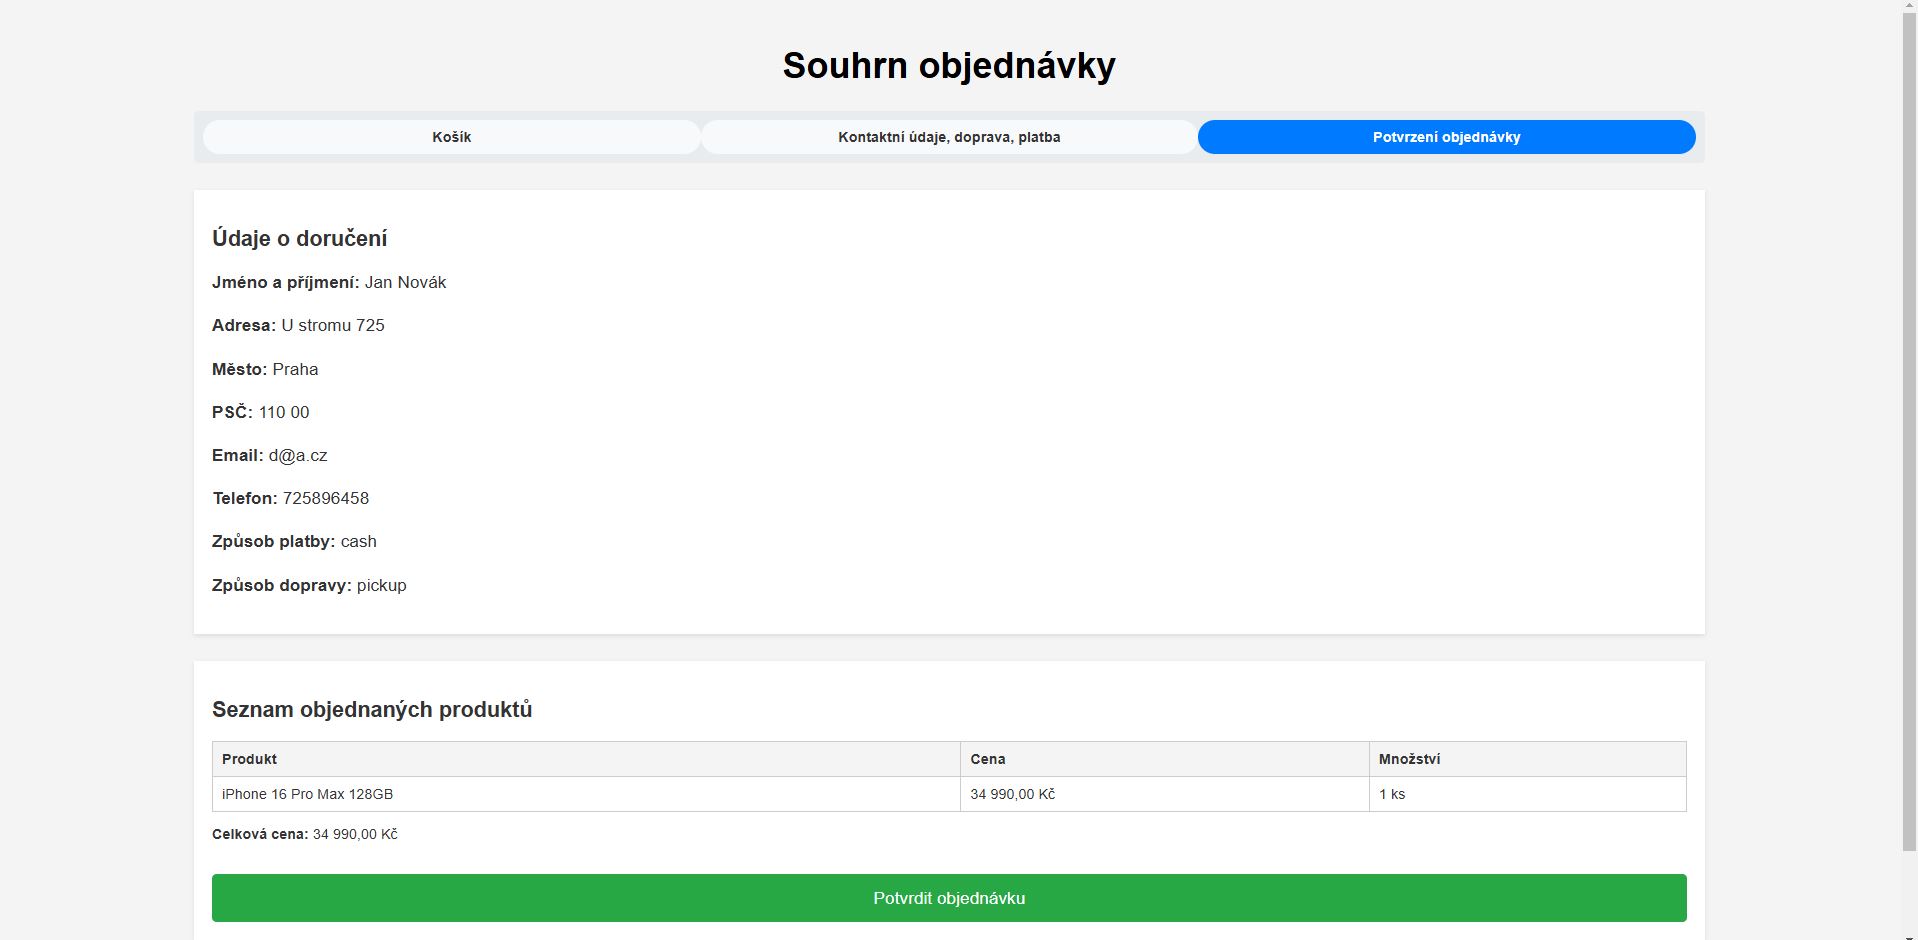 Souhrn objednávky
Košík
Kontaktní údaje, doprava, platba
Potvrzení objednávky
Údaje o doručení
Jméno a příjmení: Jan Novák
Adresa: U stromu 725
Město: Praha
PSČ: 110 00
Email: d@a.cz
Telefon: 725896458
Způsob platby: cash
Způsob dopravy: pickup
Seznam objednaných produktů
Produkt Cena Množství
iPhone 16 Pro Max 128GB 34 990,00 Kč 1 ks
Celková cena: 34 990,00 Kč
Potvrdit objednávku